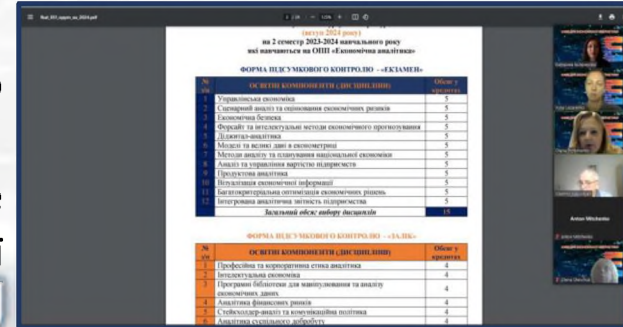 (вступ 2024 року)
на 2 семестр 2023-2024 навчального року
які навчаються на ОПП «Економічна аналітика»
ФОРМА ПІДСУМКОВОГО КОНТРОЛЮ - «ЕКЗАМЕН»
№ з/п ОСВІТНІ КОМПОНЕНТИ (ДИСЦИПЛІНИ) Обсяг у кредитах
1 Управлінська економіка 5
2 Сценарний аналіз та оцінювання економічних ризиків 5
3 Економічна безпека 5
4 Форсайт та інтелектуальні методи економічного прогнозування 5
5 Діджитал-аналітика 5
6 Моделі та великі дані в економетриці 5
7 Методи аналізу та планування національної економіки 5
8 Аналіз та управління вартістю підприємств 5
9 Продуктова аналітика 5
10 Візуалізація економічної інформації 5
11 Багатокритеріальна оптимізація економічних рішень 5
12 Інтегрована аналітична звітність підприємства 5
Загальний обсяг вибору дисциплін 15
ФОРМА ПІДСУМКОВОГО КОНТРОЛЮ - «ЗАЛІК»
№ з/п ОСВІТНІ КОМПОНЕНТИ (ДИСЦИПЛІНИ) Обсяг у кредитах
1 Професійна та корпоративна етика аналітика 4
2 Інтелектуальна економіка 4
3 Програмні бібліотеки для маніпулювання та аналізу
економічних даних 4
4 Аналітика фінансових ринків 4
5 Стейкхолдер-аналіз та комунікаційна політика 4
6 Аналітика суспільного добробуту 4
Anton Mitchenko